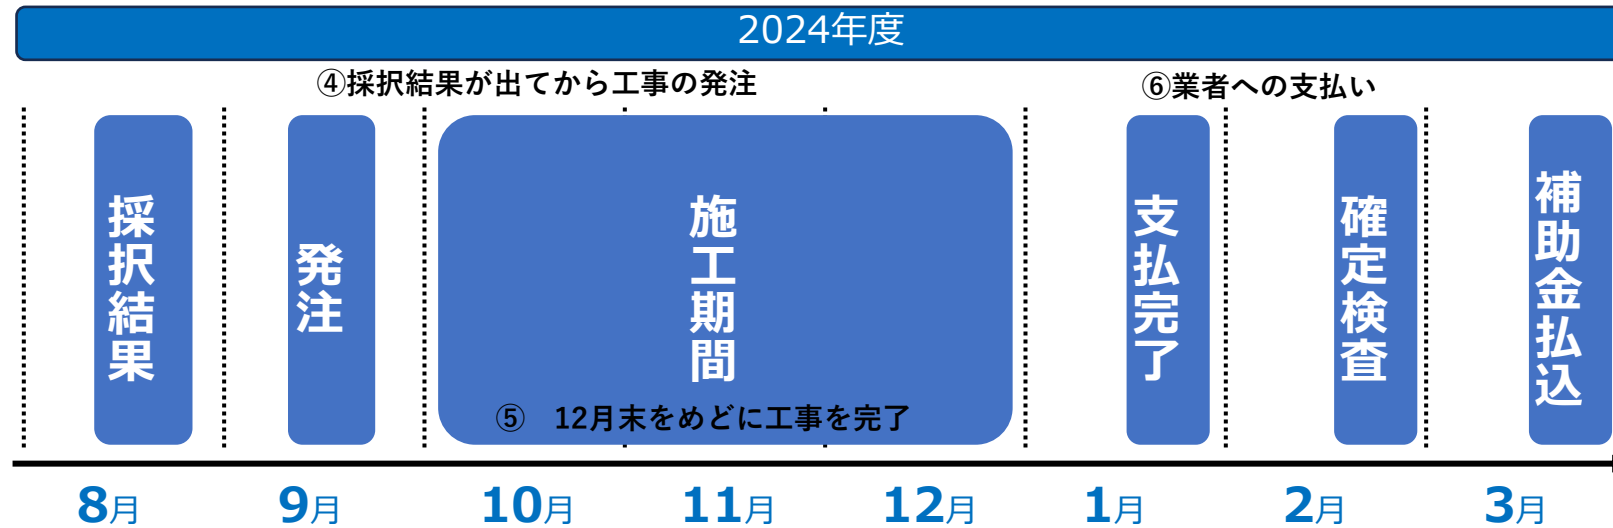 2024年度
④採択結果が出てから工事の発注
⑥業者への支払い
採択結果
発注
施工期間
⑤　12月末をめどに工事を完了
支払完了
確定検査
補助金払込
8月
9月
10月
11月
12月
1月
2月
3月